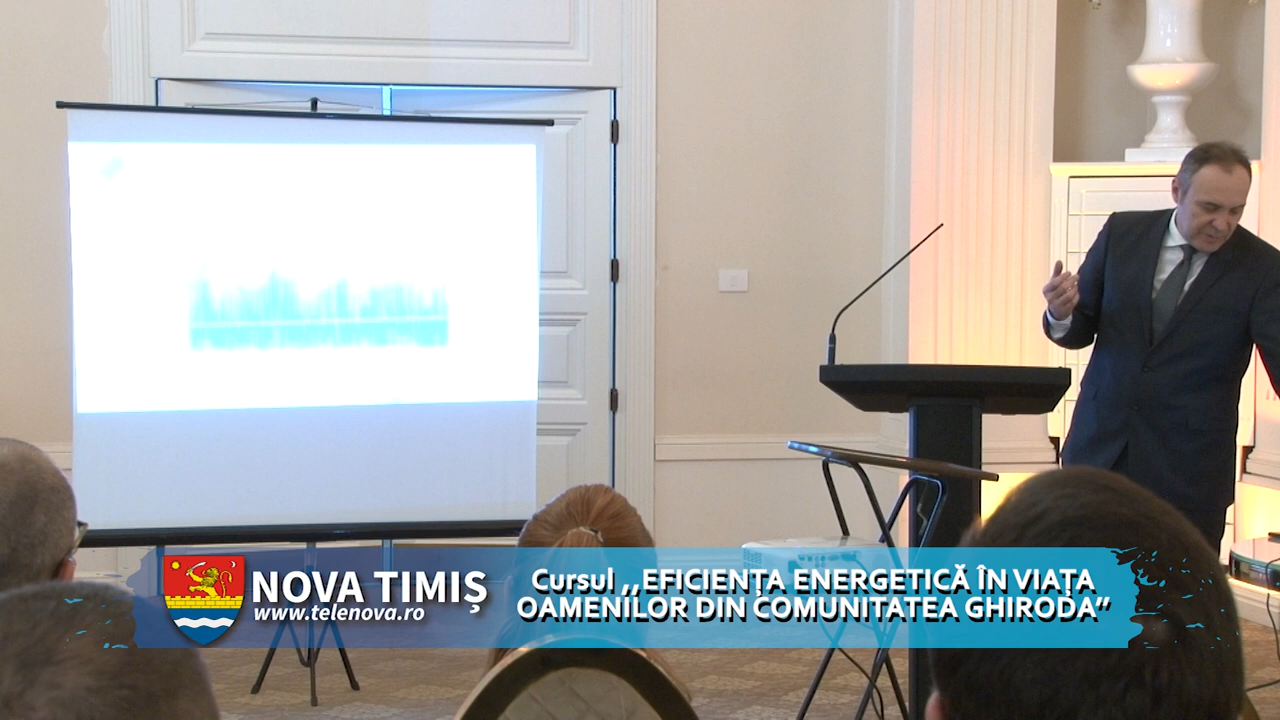 NOVA TIMIȘ
www.telenova.ro
Cursul ,,EFICIENȚA ENERGETICĂ ÎN VIAȚA
OAMENILOR DIN COMUNITATEA GHIRODA”